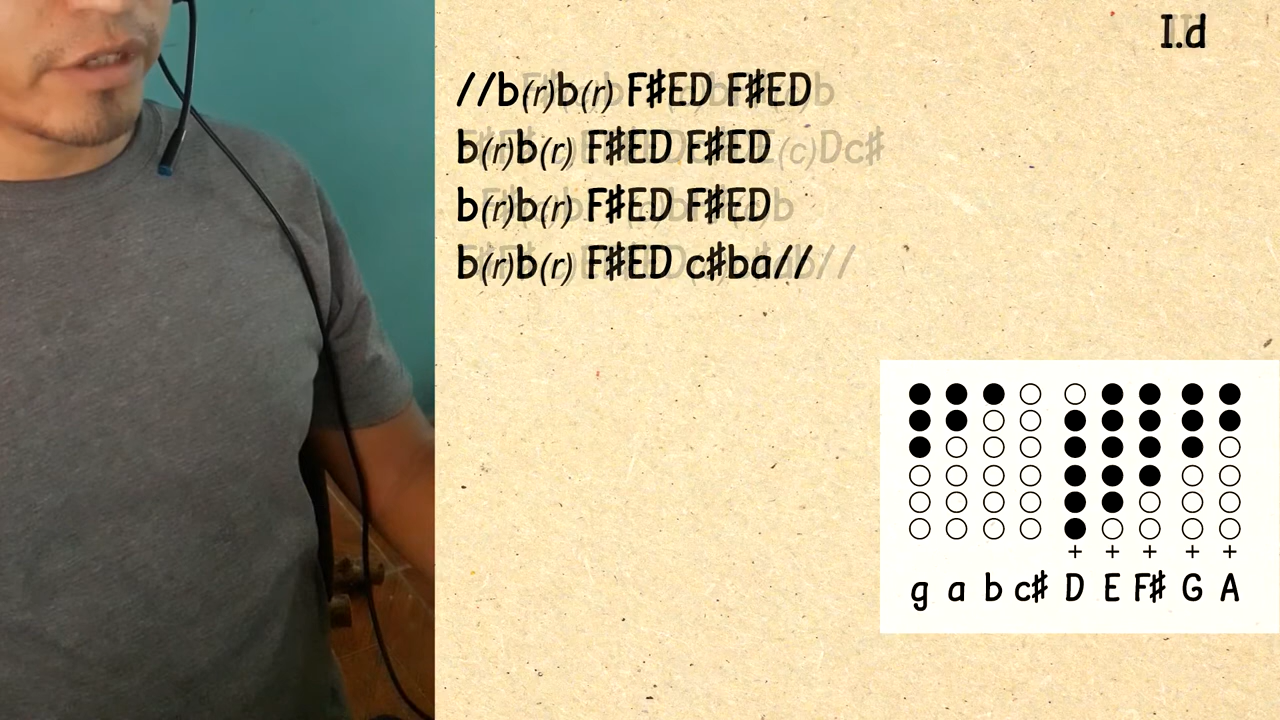 I.d
//b(r)b(r) F♯ED F♯ED
b(r)b(r) F♯ED F♯ED
b(r)b(r) F♯ED F♯ED
b(r)b(r) F♯ED c♯ba//
+ + + + +
g a b c♯ D E F♯ G A